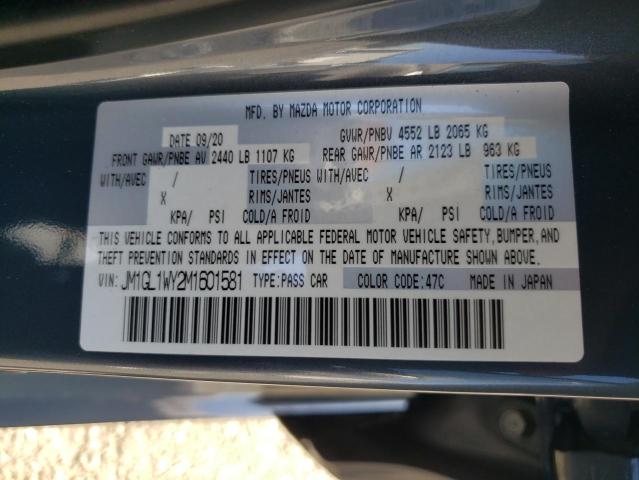 MFD. BY MAZDA MOTOR CORPORATION
DATE 09/20 GVWR/PNBV 4552 LB 2065 KG
FRONT GAWR/PNBE AV 2440 LB 1107 KG REAR GAWR/PNBE AR 2123 LB 963 KG
WITH/AVEC / TIRES/PNEUS WITH/AVEC / TIRES/PNEUS
X RIMS/JANTES X RIMS/JANTES
KPA/ PSI COLD/A FROID KPA/ PSI COLD/A FROID
THIS VEHICLE CONFORMS TO ALL APPLICABLE FEDERAL MOTOR VEHICLE SAFETY, BUMPER, AND
THEFT PREVENTION STANDARDS IN EFFECT ON THE DATE OF MANUFACTURE SHOWN ABOVE.
VIN: JM1GL1WY2M1601581 TYPE:PASS CAR COLOR CODE:47C MADE IN JAPAN